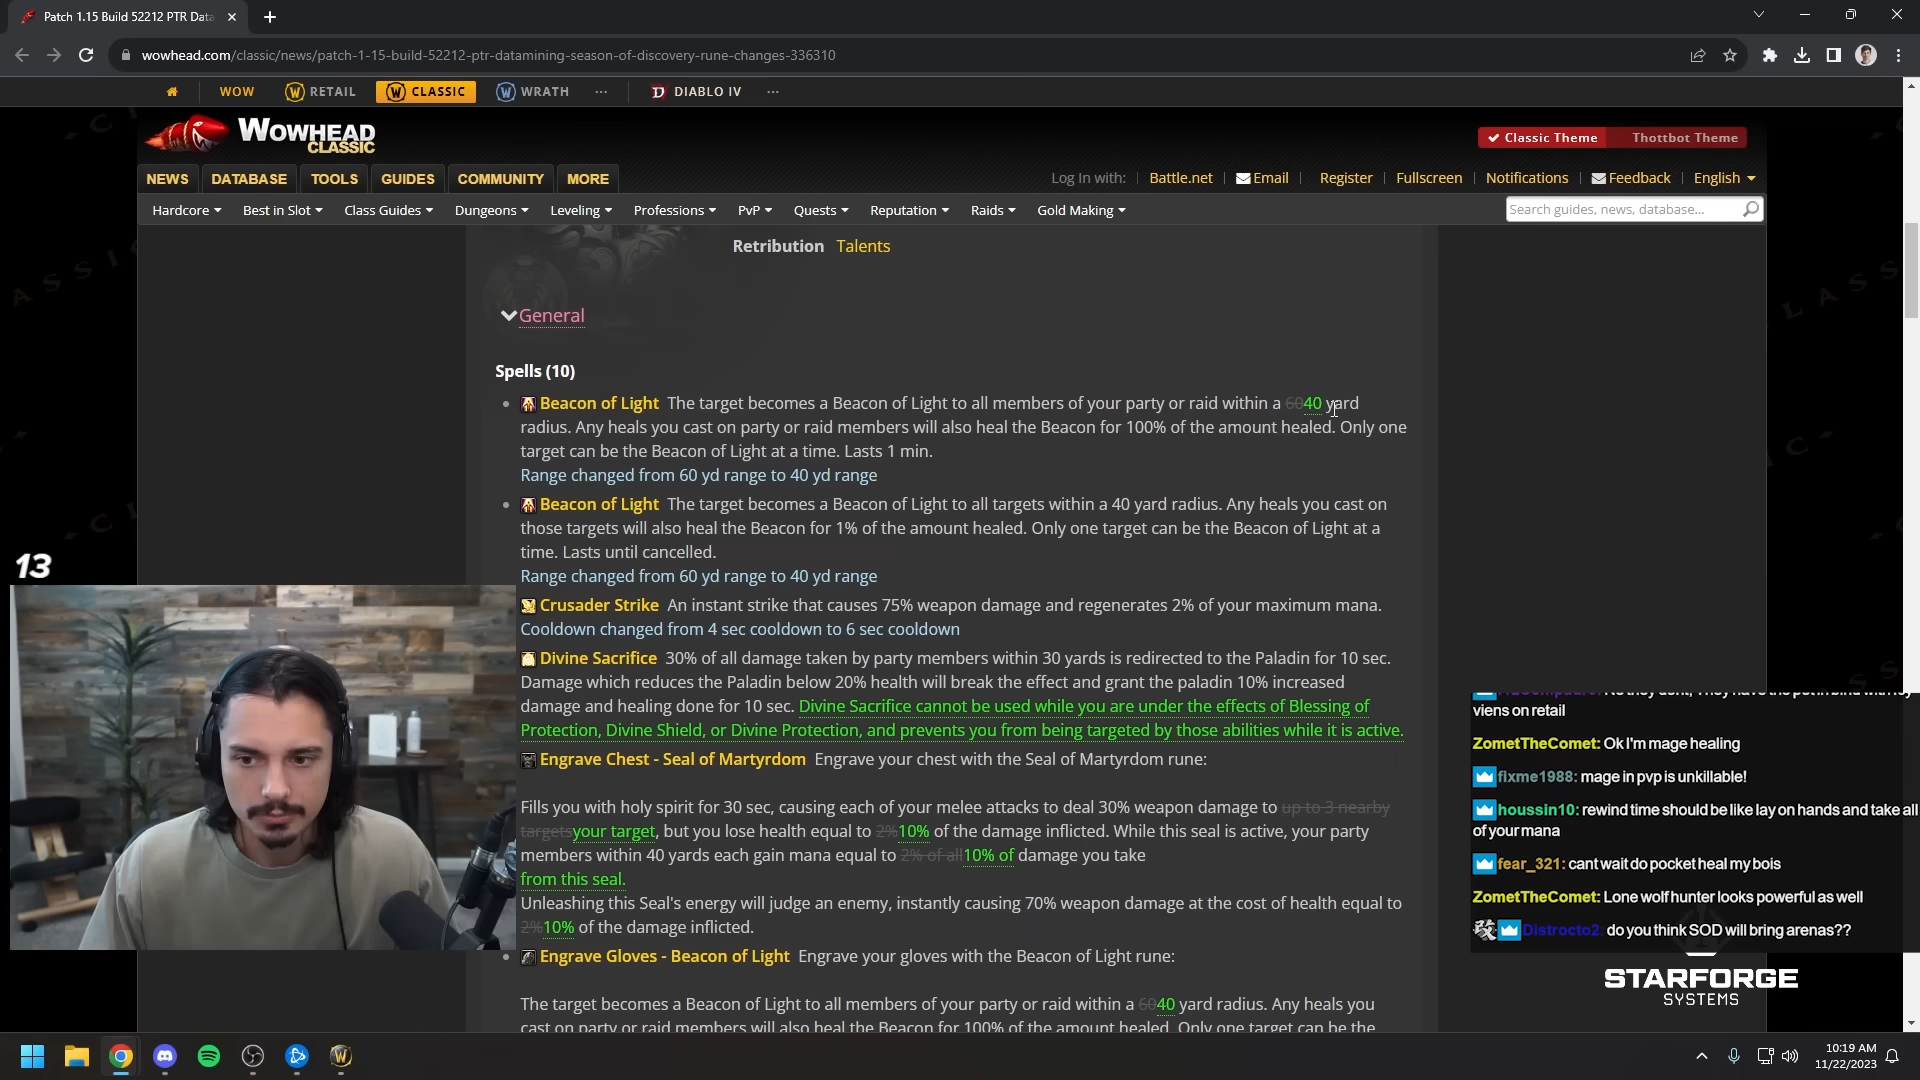 Patch 1.15 Build 52212 PTR Data
wowhead.com/classic/news/patch-1-15-build-52212-ptr-datamining-season-of-discovery-rune-changes-336310
WOW RETAIL CLASSIC WRATH ... DIABLO IV ...
WOWHEAD
CLASSIC
Classic Theme Thottbot Theme
NEWS DATABASE TOOLS GUIDES COMMUNITY MORE
Log In with: Battle.net Email Register Fullscreen Notifications Feedback English
Hardcore Best in Slot Class Guides Dungeons Leveling Professions PvP Quests Reputation Raids Gold Making
Search guides, news, database...
Retribution Talents
General
Spells (10)
Beacon of Light The target becomes a Beacon of Light to all members of your party or raid within a 6040 yard
radius. Any heals you cast on party or raid members will also heal the Beacon for 100% of the amount healed. Only one
target can be the Beacon of Light at a time. Lasts 1 min.
Range changed from 60 yd range to 40 yd range
Beacon of Light The target becomes a Beacon of Light to all targets within a 40 yard radius. Any heals you cast on
those targets will also heal the Beacon for 1% of the amount healed. Only one target can be the Beacon of Light at a
time. Lasts until cancelled.
Range changed from 60 yd range to 40 yd range
Crusader Strike An instant strike that causes 75% weapon damage and regenerates 2% of your maximum mana.
Cooldown changed from 4 sec cooldown to 6 sec cooldown
Divine Sacrifice 30% of all damage taken by party members within 30 yards is redirected to the Paladin for 10 sec.
Damage which reduces the Paladin below 20% health will break the effect and grant the paladin 10% increased
damage and healing done for 10 sec. Divine Sacrifice cannot be used while you are under the effects of Blessing of
Protection, Divine Shield, or Divine Protection, and prevents you from being targeted by those abilities while it is active.
Engrave Chest - Seal of Martyrdom Engrave your chest with the Seal of Martyrdom rune:
Fills you with holy spirit for 30 sec, causing each of your melee attacks to deal 30% weapon damage to up to 3 nearby
targetsyour target, but you lose health equal to 2%10% of the damage inflicted. While this seal is active, your party
members within 40 yards each gain mana equal to 2% of all10% of damage you take
from this seal.
Unleashing this Seal's energy will judge an enemy, instantly causing 70% weapon damage at the cost of health equal to
2%10% of the damage inflicted.
Engrave Gloves - Beacon of Light Engrave your gloves with the Beacon of Light rune:
The target becomes a Beacon of Light to all members of your party or raid within a 6040 yard radius. Any heals you
cast on party or raid members will also heal the Beacon for 100% of the amount healed. Only one target can be the
13
viens on retail
ZometTheComet: Ok I'm mage healing
fixme1988: mage in pvp is unkillable!
houssin10: rewind time should be like lay on hands and take all
of your mana
fear_321: cant wait do pocket heal my bois
ZometTheComet: Lone wolf hunter looks powerful as well
改 Distrocto2: do you think SOD will bring arenas??
STARFORGE
SYSTEMS
10:19 AM
11/22/2023